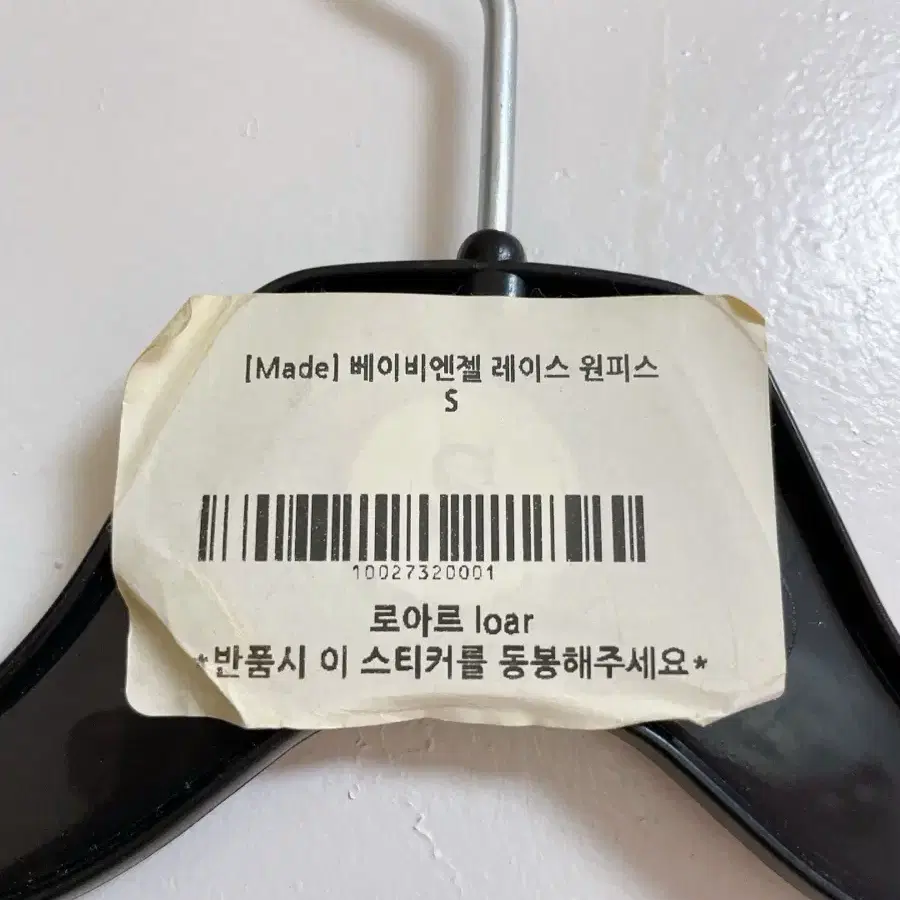 [Made] 베이비엔젤 레이스 원피스
S
10027320001
로아르 loar
*반품시 이 스티커를 동봉해주세요*